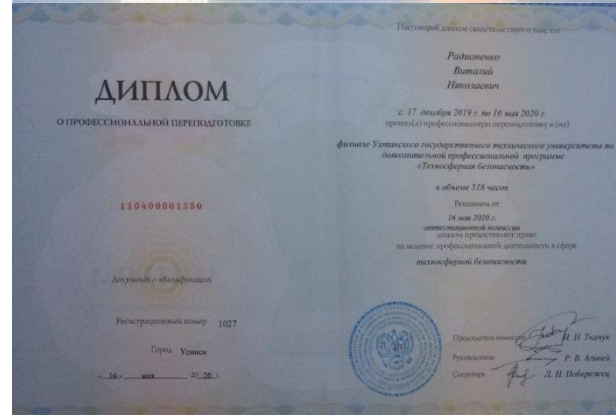 ДИПЛОМ
О ПРОФЕССИОНАЛЬНОЙ ПЕРЕПОДГОТОВКЕ
110400001550
Документ о квалификации
Регистрационный номер 1027
Город Усинск
« 16 » мая 20 20 г.
Настоящий диплом свидетельствует о том, что
Радионенко
Виталий
Николаевич
с 17 декабря 2019 г. по 16 мая 2020 г.
прошел(а) профессиональную переподготовку в (на)
филиале Ухтинского государственного технического университета по
дополнительной профессиональной программе
«Техносферная безопасность»
в объеме 518 часов
Решением от
16 мая 2020 г.
аттестационной комиссии
диплом предоставляет право
на ведение профессиональной деятельности в сфере
техносферной безопасности
Председатель комиссии Н. Н. Ткачук
Руководитель Р. В. Агиней
Секретарь Л. Н. Побережец